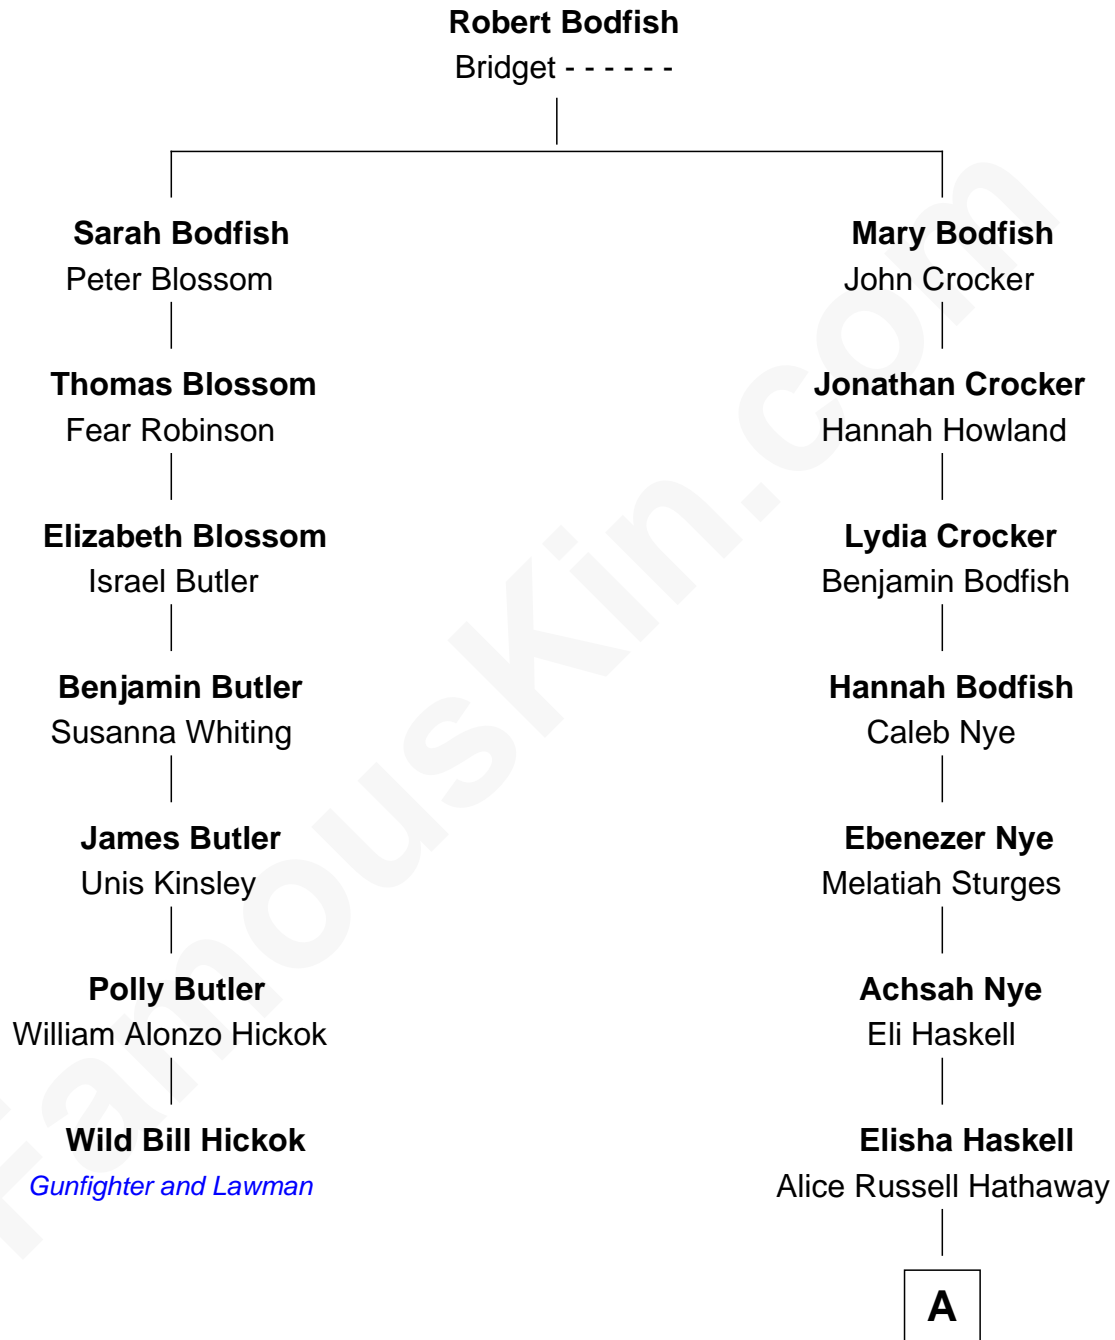 Robert Bodfish
Bridget - - - - - -
Sarah Bodfish
Peter Blossom
Thomas Blossom
Fear Robinson
Elizabeth Blossom
Israel Butler
Benjamin Butler
Susanna Whiting
James Butler
Unis Kinsley
Polly Butler
William Alonzo Hickok
Wild Bill Hickok
Gunfighter and Lawman
Mary Bodfish
John Crocker
Jonathan Crocker
Hannah Howland
Lydia Crocker
Benjamin Bodfish
Hannah Bodfish
Caleb Nye
Ebenezer Nye
Melatiah Sturges
Achsah Nye
Eli Haskell
Elisha Haskell
Alice Russell Hathaway
A
FamousKin.com